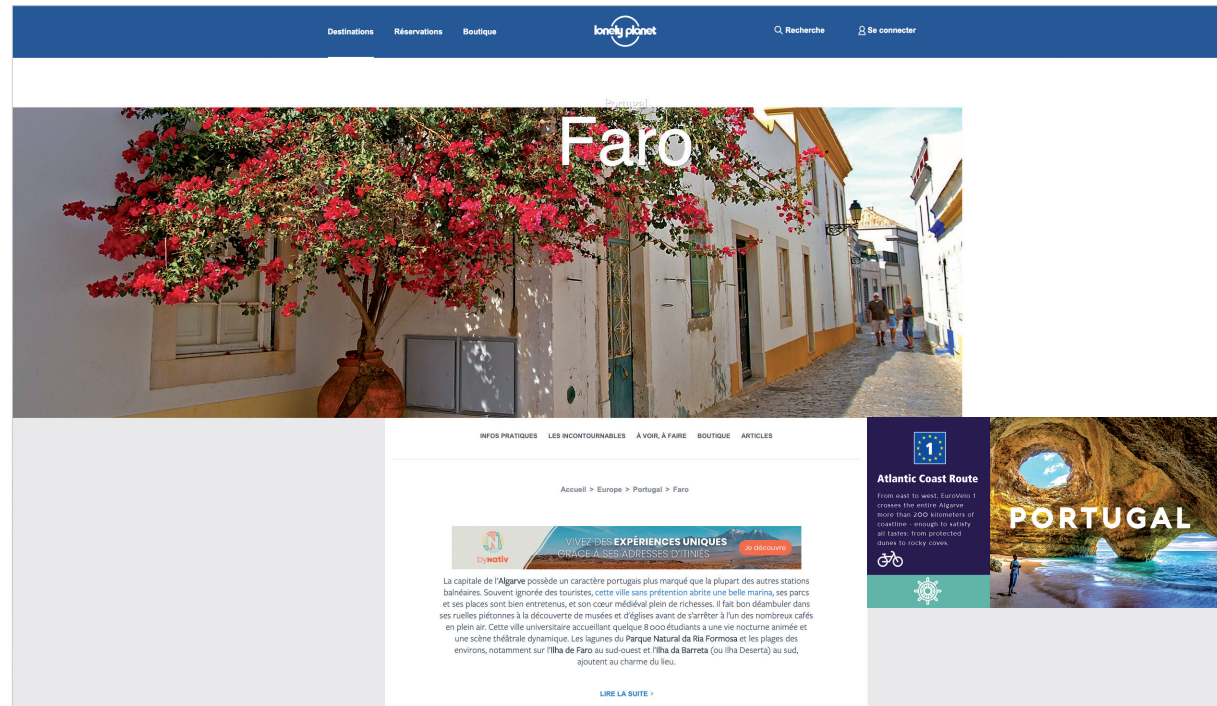 Destinations Réservations Boutique lonely planet Recherche Se connecter
Portugal
Faro
INFOS PRATIQUES LES INCONTOURNABLES À VOIR, À FAIRE BOUTIQUE ARTICLES
Accueil > Europe > Portugal > Faro
byNativ
VIVEZ DES EXPÉRIENCES UNIQUES
GRÂCE À SES ADRESSES D'ITINIÉS
Je découvre
La capitale de l'Algarve possède un caractère portugais plus marqué que la plupart des autres stations
balnéaires. Souvent ignorée des touristes, cette ville sans prétention abrite une belle marina, ses parcs
et ses places sont bien entretenus, et son cœur médiéval plein de richesses. Il fait bon déambuler dans
ses ruelles piétonnes à la découverte de musées et d'églises avant de s'arrêter à l'un des nombreux cafés
en plein air. Cette ville universitaire accueillant quelque 8 000 étudiants a une vie nocturne animée et
une scène théâtrale dynamique. Les lagunes du Parque Natural da Ria Formosa et les plages des
environs, notamment sur l'Ilha de Faro au sud-ouest et l'Ilha da Barreta (ou Ilha Deserta) au sud,
ajoutent au charme du lieu.
LIRE LA SUITE >
1
Atlantic Coast Route
From east to west, EuroVelo 1
crosses the entire Algarve
more than 200 kilometers of
coastline - enough to satisfy
all tastes: from protected
dunes to rocky coves.
PORTUGAL